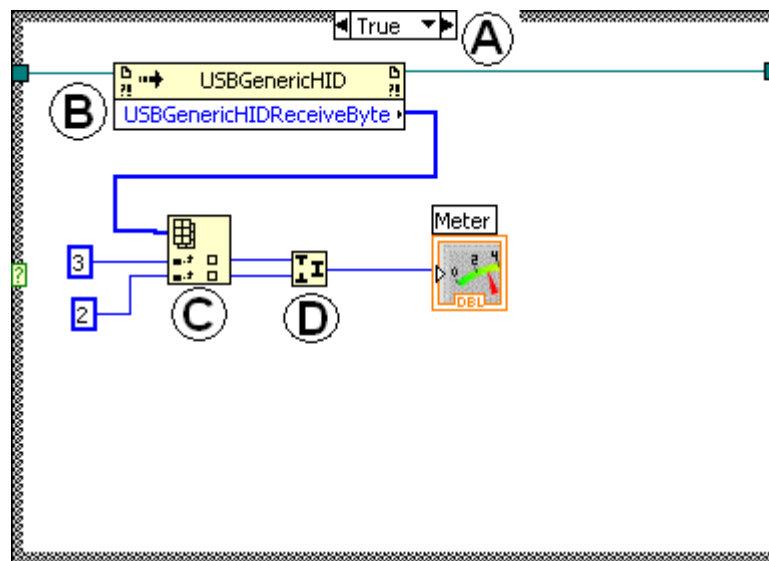 True
A
USBGenericHID
B
USBGenericHIDReceiveByte
Meter
3
0 2 4
DBL
2
C
D
?